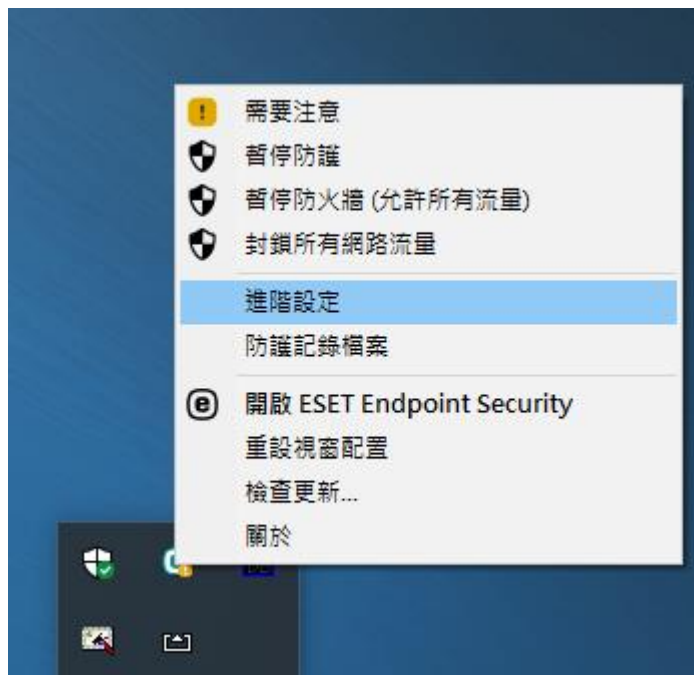 需要注意
暫停防護
暫停防火牆 (允許所有流量)
封鎖所有網路流量
進階設定
防護記錄檔案
開啟 ESET Endpoint Security
重設視窗配置
檢查更新...
關於